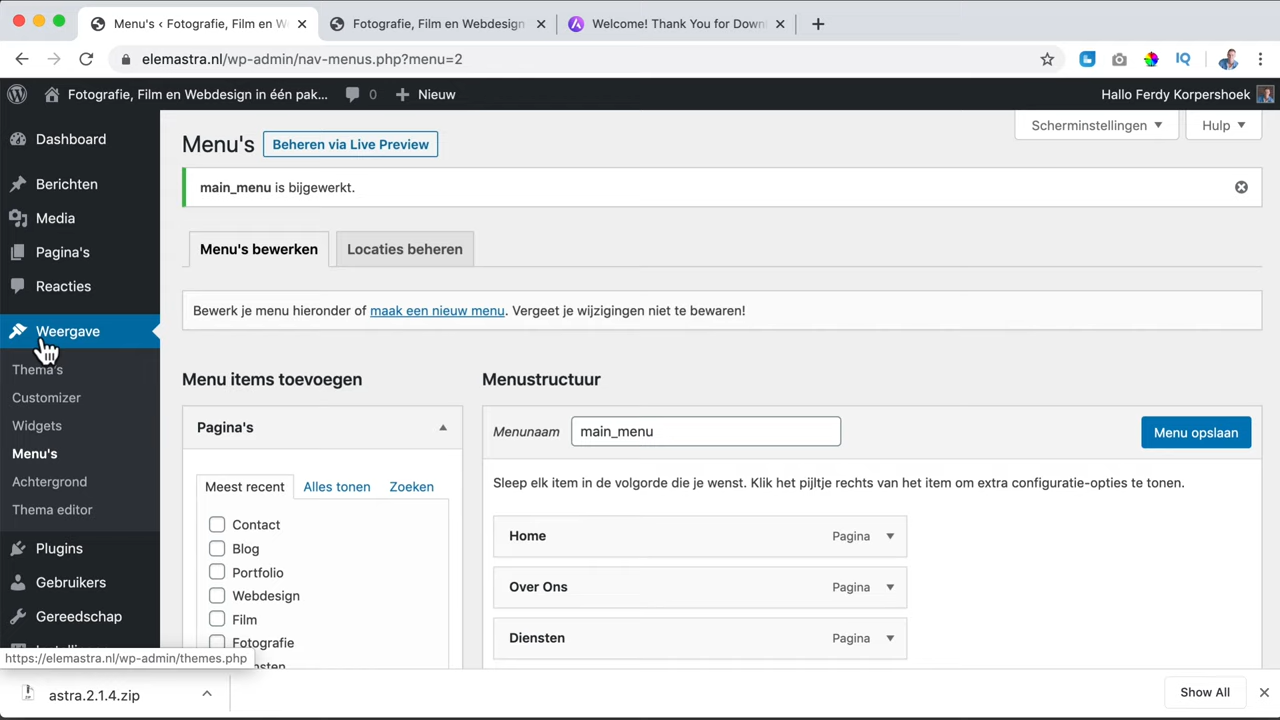 Menu's < Fotografie, Film en W
Fotografie, Film en Webdesign
Welcome! Thank You for Down
elemastra.nl/wp-admin/nav-menus.php?menu=2
IQ
Fotografie, Film en Webdesign in één pak...
0
Nieuw
Hallo Ferdy Korpershoek
Dashboard
Berichten
Media
Pagina's
Reacties
Weergave
Thema's
Customizer
Widgets
Menu's
Achtergrond
Thema editor
Plugins
Gebruikers
Gereedschap
https://elemastra.nl/wp-admin/themes.php
Scherminstellingen
Hulp
Menu's
Beheren via Live Preview
main_menu is bijgewerkt.
Menu's bewerken
Locaties beheren
Bewerk je menu hieronder of maak een nieuw menu. Vergeet je wijzigingen niet te bewaren!
Menu items toevoegen
Pagina's
Meest recent
Alles tonen
Zoeken
Contact
Blog
Portfolio
Webdesign
Film
Fotografie
Menustructuur
Menunaam
main_menu
Menu opslaan
Sleep elk item in de volgorde die je wenst. Klik het pijltje rechts van het item om extra configuratie-opties te tonen.
Home
Pagina
Over Ons
Pagina
Diensten
Pagina
astra.2.1.4.zip
Show All